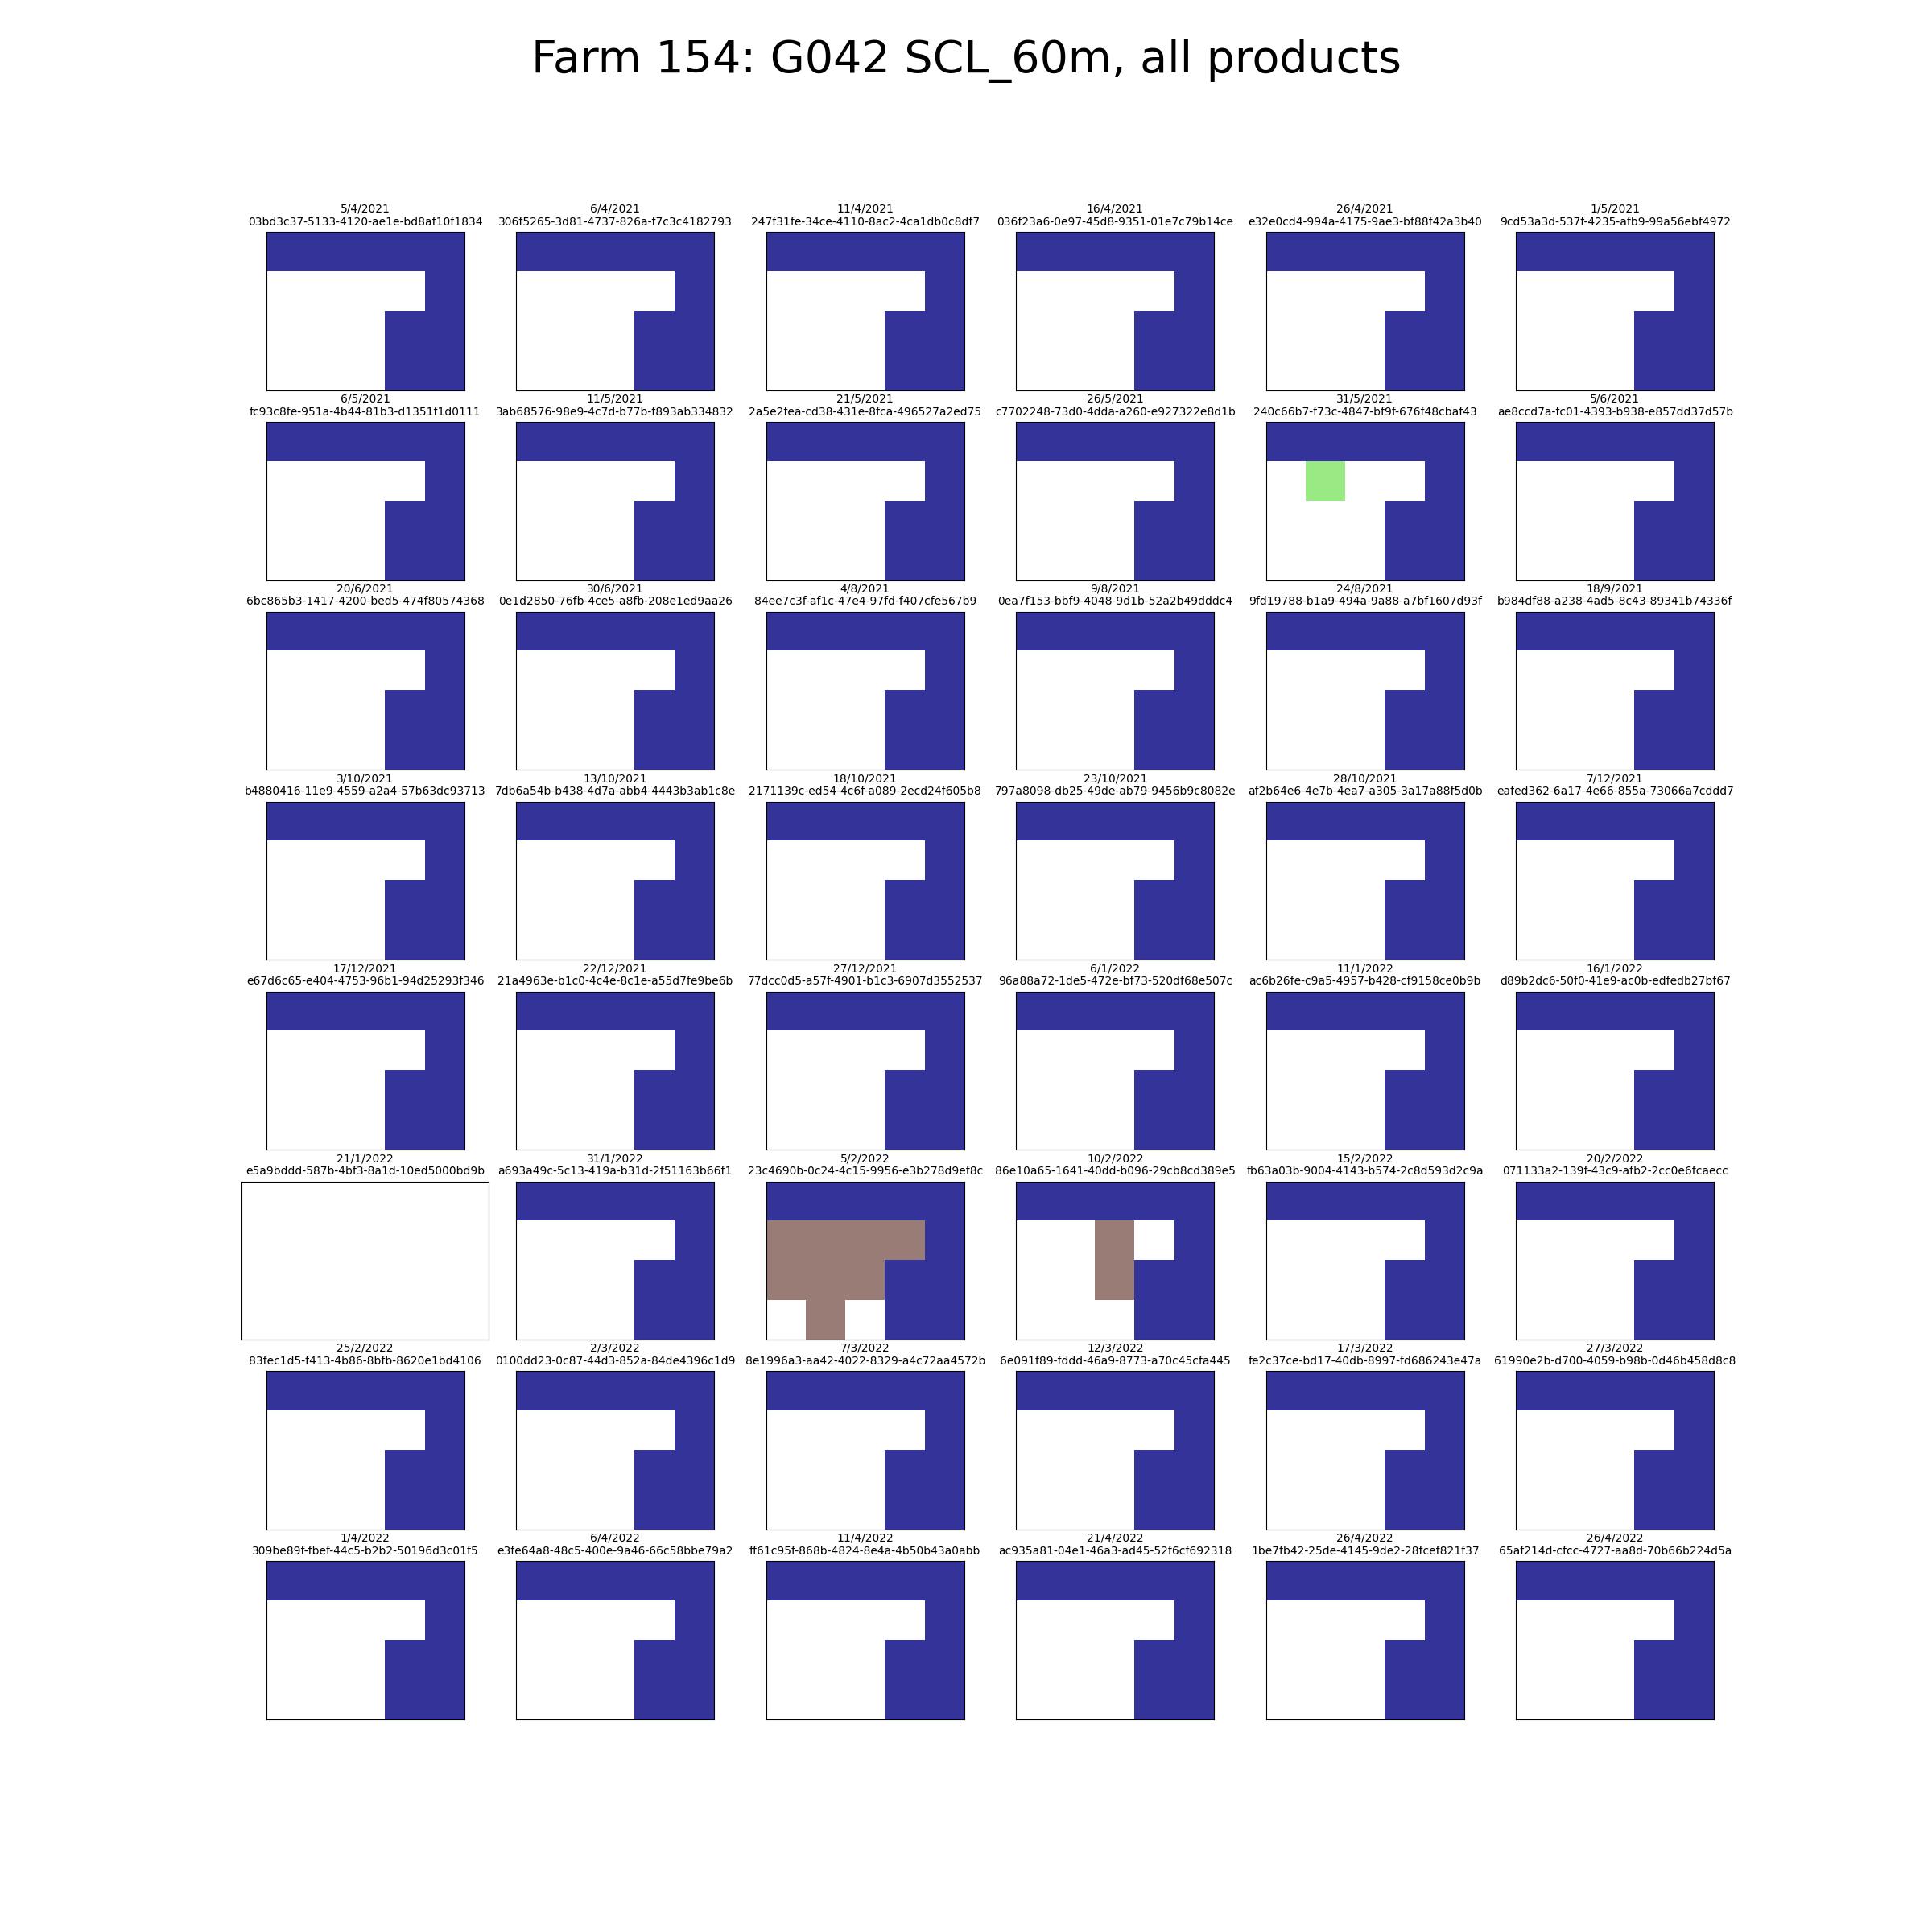 Farm 154: G042 SCL_60m, all products
5/4/2021
03bd3c37-5133-4120-ae1e-bd8af10f1834
6/4/2021
306f5265-3d81-4737-826a-f7c3c4182793
11/4/2021
247f31fe-34ce-4110-8ac2-4ca1db0c8df7
16/4/2021
036f23a6-0e97-45d8-9351-01e7c79b14ce
26/4/2021
e32e0cd4-994a-4175-9ae3-bf88f42a3b40
1/5/2021
9cd53a3d-537f-4235-afb9-99a56ebf4972
6/5/2021
fc93c8fe-951a-4b44-81b3-d1351f1d0111
11/5/2021
3ab68576-98e9-4c7d-b77b-f893ab334832
21/5/2021
2a5e2fea-cd38-431e-8fca-496527a2ed75
26/5/2021
c7702248-73d0-4dda-a260-e927322e8d1b
31/5/2021
240c66b7-f73c-4847-bf9f-676f48cbaf43
5/6/2021
ae8ccd7a-fc01-4393-b938-e857dd37d57b
20/6/2021
6bc865b3-1417-4200-bed5-474f80574368
30/6/2021
0e1d2850-76fb-4ce5-a8fb-208e1ed9aa26
4/8/2021
84ee7c3f-af1c-47e4-97fd-f407cfe567b9
9/8/2021
0ea7f153-bbf9-4048-9d1b-52a2b49dddc4
24/8/2021
9fd19788-b1a9-494a-9a88-a7bf1607d93f
18/9/2021
b984df88-a238-4ad5-8c43-89341b74336f
3/10/2021
b4880416-11e9-4559-a2a4-57b63dc93713
13/10/2021
7db6a54b-b438-4d7a-abb4-4443b3ab1c8e
18/10/2021
2171139c-ed54-4c6f-a089-2ecd24f605b8
23/10/2021
797a8098-db25-49de-ab79-9456b9c8082e
28/10/2021
af2b64e6-4e7b-4ea7-a305-3a17a88f5d0b
7/12/2021
eafed362-6a17-4e66-855a-73066a7cddd7
17/12/2021
e67d6c65-e404-4753-96b1-94d25293f346
22/12/2021
21a4963e-b1c0-4c4e-8c1e-a55d7fe9be6b
27/12/2021
77dcc0d5-a57f-4901-b1c3-6907d3552537
6/1/2022
96a88a72-1de5-472e-bf73-520df68e507c
11/1/2022
ac6b26fe-c9a5-4957-b428-cf9158ce0b9b
16/1/2022
d89b2dc6-50f0-41e9-ac0b-edfedb27bf67
21/1/2022
e5a9bddd-587b-4bf3-8a1d-10ed5000bd9b
31/1/2022
a693a49c-5c13-419a-b31d-2f51163b66f1
5/2/2022
23c4690b-0c24-4c15-9956-e3b278d9ef8c
10/2/2022
86e10a65-1641-40dd-b096-29cb8cd389e5
15/2/2022
fb63a03b-9004-4143-b574-2c8d593d2c9a
20/2/2022
071133a2-139f-43c9-afb2-2cc0e6fcaecc
25/2/2022
83fec1d5-f413-4b86-8bfb-8620e1bd4106
2/3/2022
0100dd23-0c87-44d3-852a-84de4396c1d9
7/3/2022
8e1996a3-aa42-4022-8329-a4c72aa4572b
12/3/2022
6e091f89-fddd-46a9-8773-a70c45cfa445
17/3/2022
fe2c37ce-bd17-40db-8997-fd686243e47a
27/3/2022
61990e2b-d700-4059-b98b-0d46b458d8c8
1/4/2022
309be89f-fbef-44c5-b2b2-50196d3c01f5
6/4/2022
e3fe64a8-48c5-400e-9a46-66c58bbe79a2
11/4/2022
ff61c95f-868b-4824-8e4a-4b50b43a0abb
21/4/2022
ac935a81-04e1-46a3-ad45-52f6cf692318
26/4/2022
1be7fb42-25de-4145-9de2-28fcef821f37
26/4/2022
65af214d-cfcc-4727-aa8d-70b66b224d5a